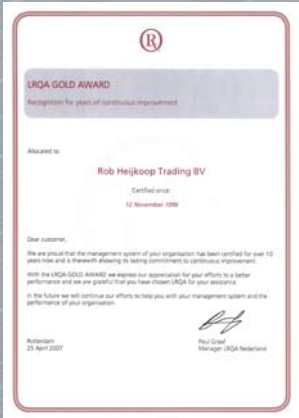 LRQA GOLD AWARD
Recognition for years of continuous improvement
Allocated to:
Rob Heijkoop Trading BV
Certified since:
12 November 1996
Dear customer,
We are proud that the management system of your organisation has been certified for over 10
years now and is therewith showing its lasting commitment to continuous improvement.
With the LRQA GOLD AWARD we express our appreciation for your efforts to a better
performance and we are grateful that you have chosen LRQA for your assistance.
In the future we will continue our efforts to help you with your management system and the
performance of your organisation.
Rotterdam
25 April 2007
Paul Graaf
Manager LRQA Nederland